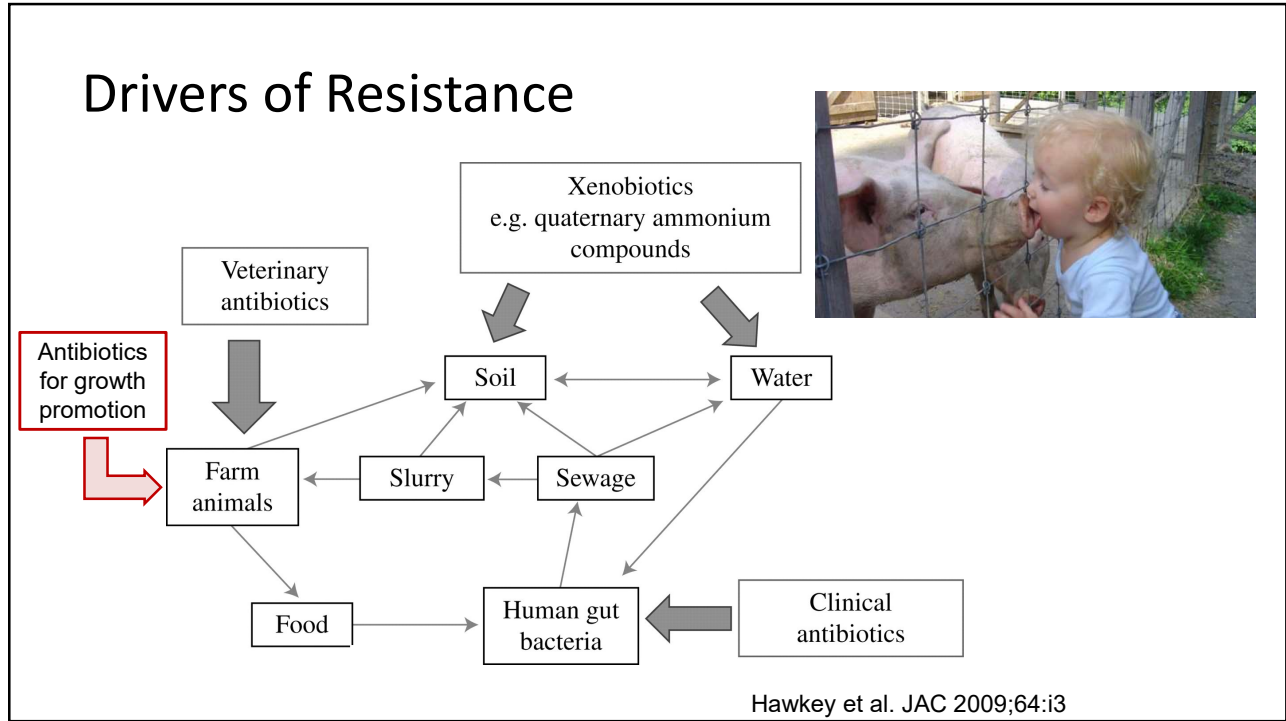 Drivers of Resistance
Xenobiotics
e.g. quaternary ammonium
compounds
Veterinary
antibiotics
Antibiotics
for growth
promotion
Soil
Water
Farm
animals
Slurry
Sewage
Food
Human gut
bacteria
Clinical
antibiotics
Hawkey et al. JAC 2009;64:i3